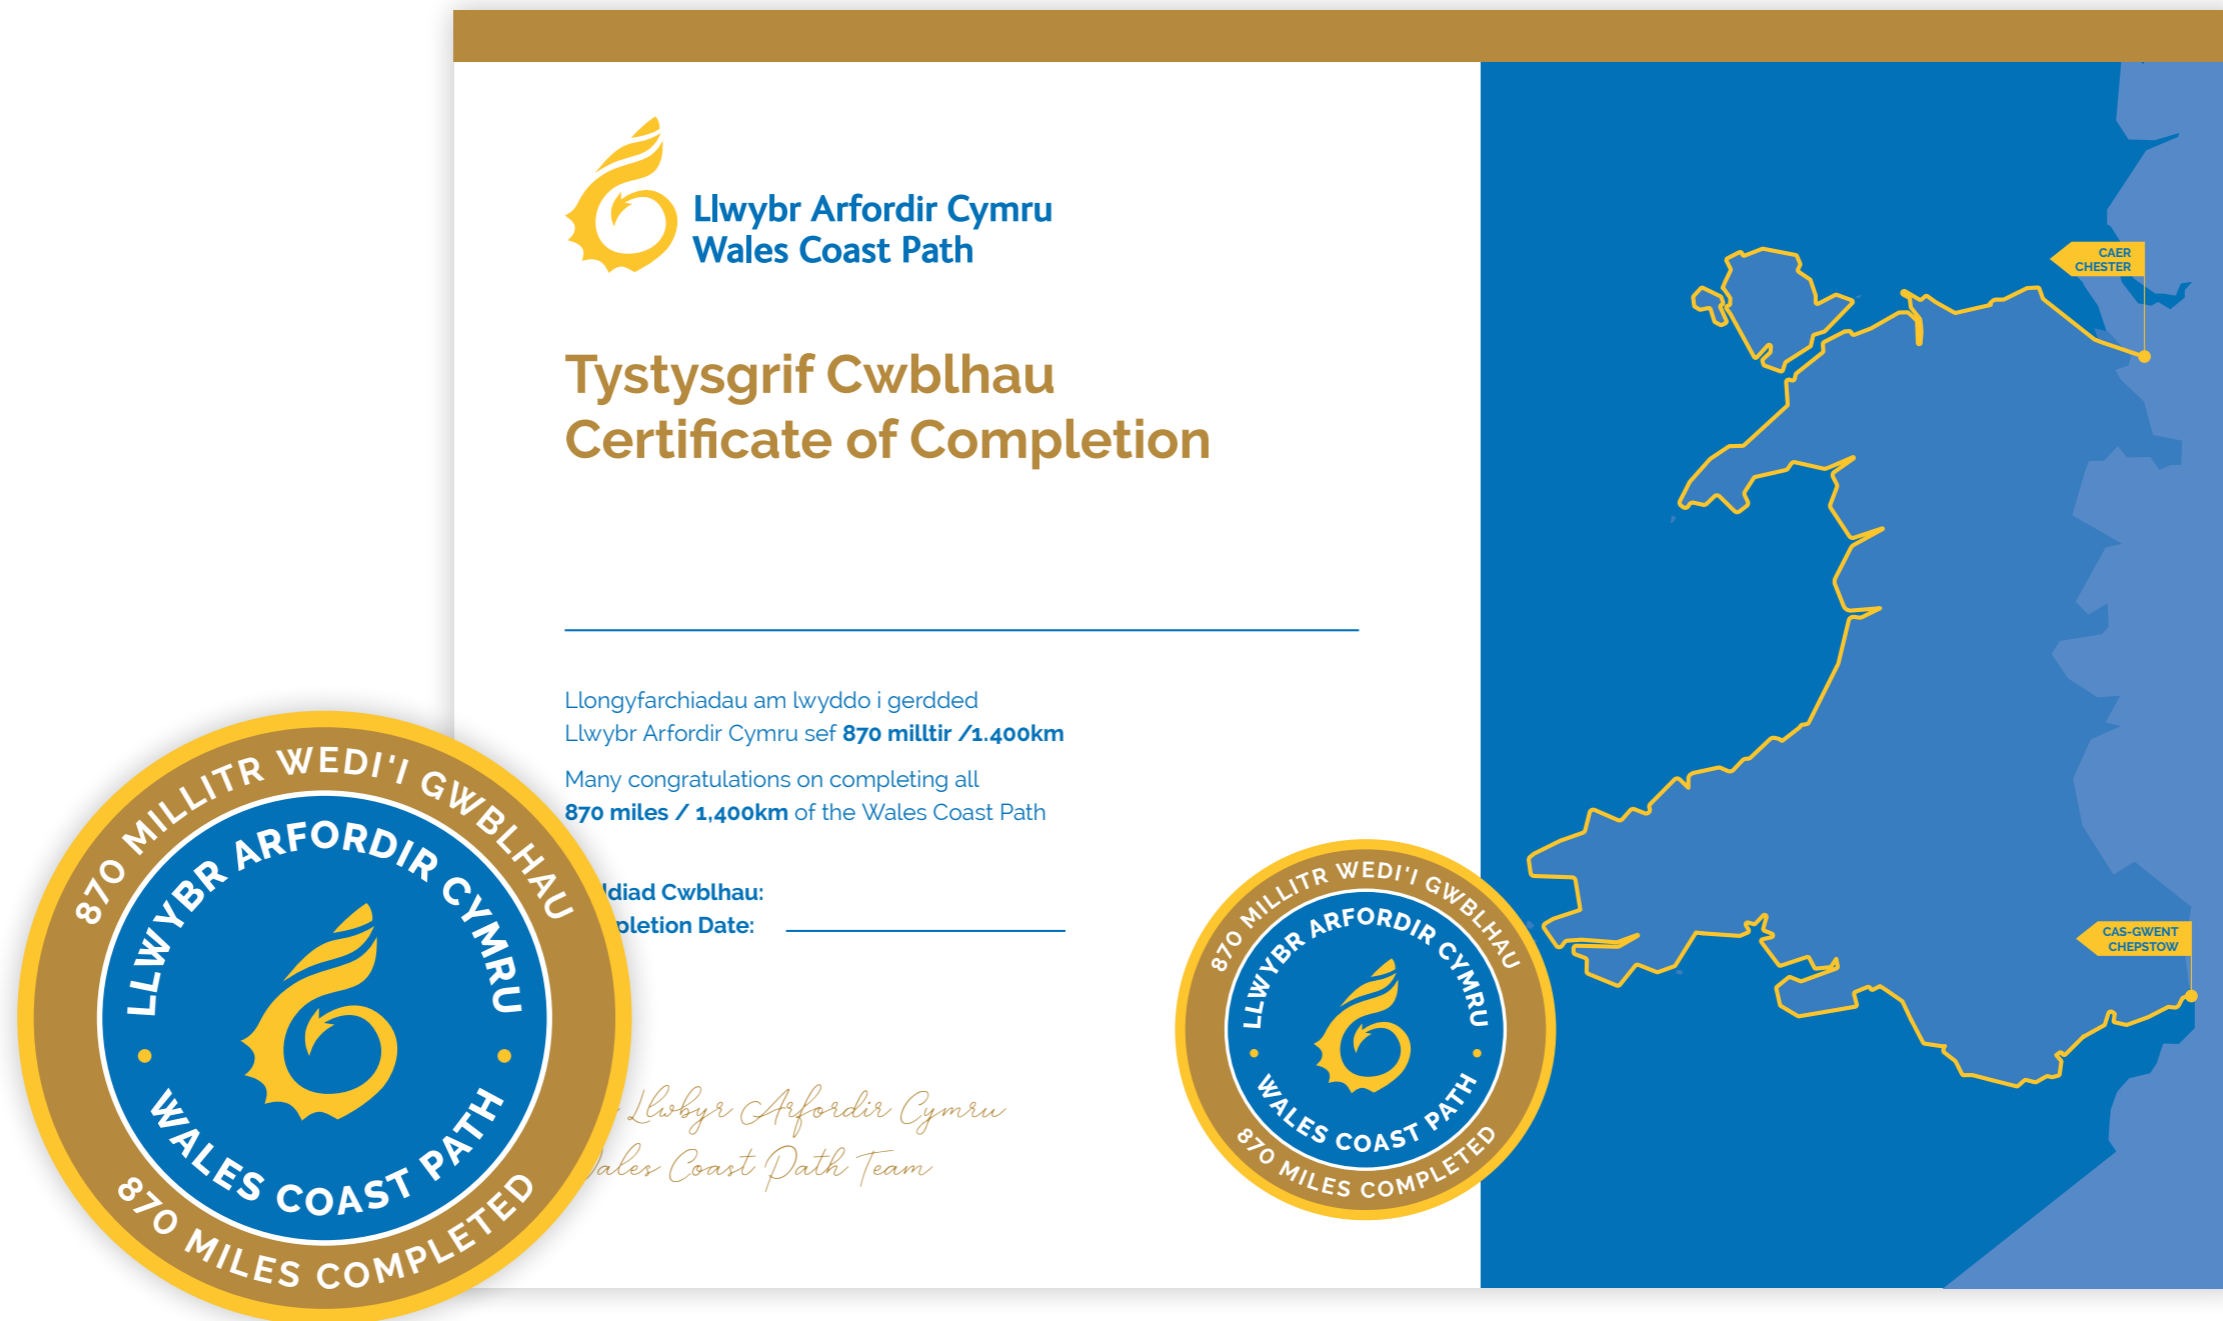 Llwybr Arfordir Cymru
Wales Coast Path
Tystysgrif Cwblhau
Certificate of Completion
Llongyfarchiadau am lwyddo i gerdded
Llwybr Arfordir Cymru sef 870 milltir /1.400km
Many congratulations on completing all
870 miles / 1,400km of the Wales Coast Path
Cwblhau:
Date:
Llwbyr Arfordir Cymru
Coast Path Team
870 MILLITR WEDI'I GWBLHAU
LLWYBR ARFORDIR CYMRU
WALES COAST PATH
870 MILES COMPLETED
870 MILLITR WEDI'I GWBLHAU
LLWYBR ARFORDIR CYMRU
WALES COAST PATH
870 MILES COMPLETED
CAER
CHESTER
CAS-GWENT
CHEPSTOW